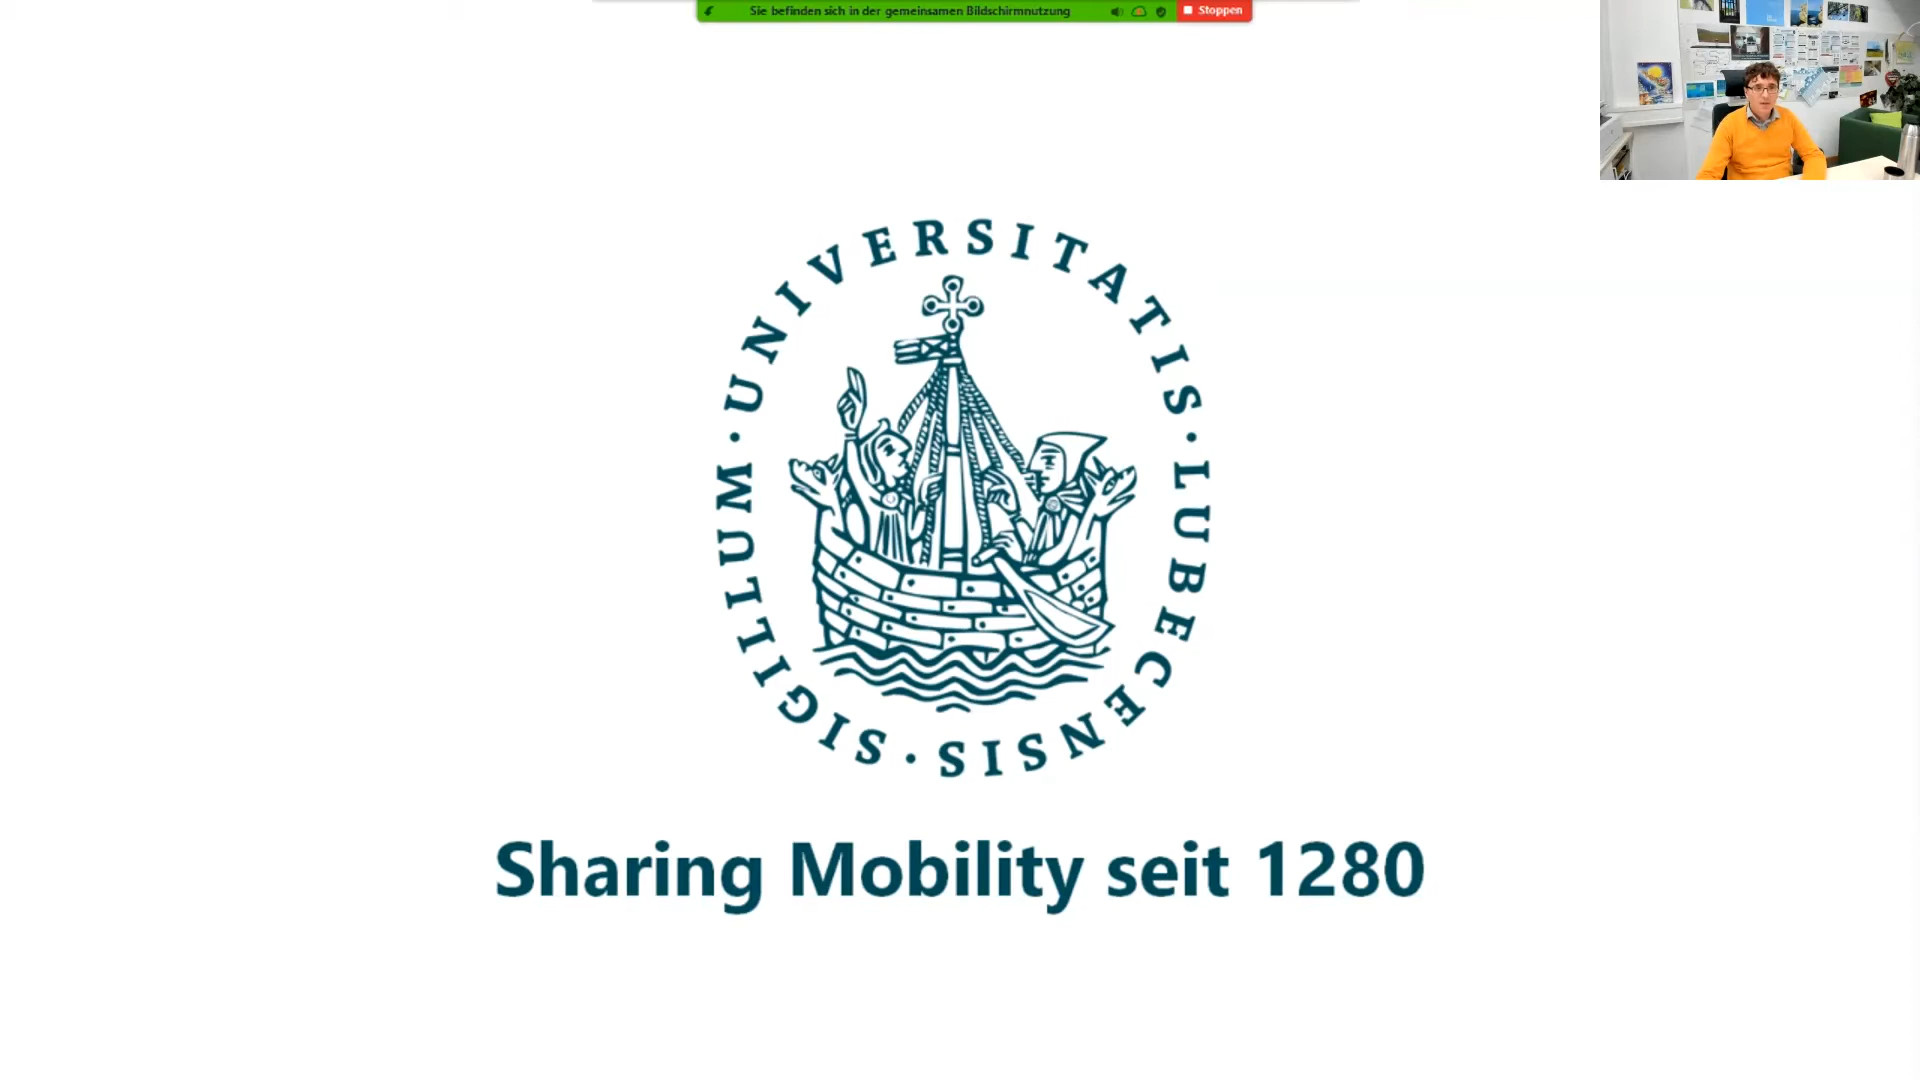 Sie befinden sich in der gemeinsamen Bildschirmnutzung
Stoppen
SIGILLUM · UNIVERSITATIS · LUBECENSIS ·
Sharing Mobility seit 1280